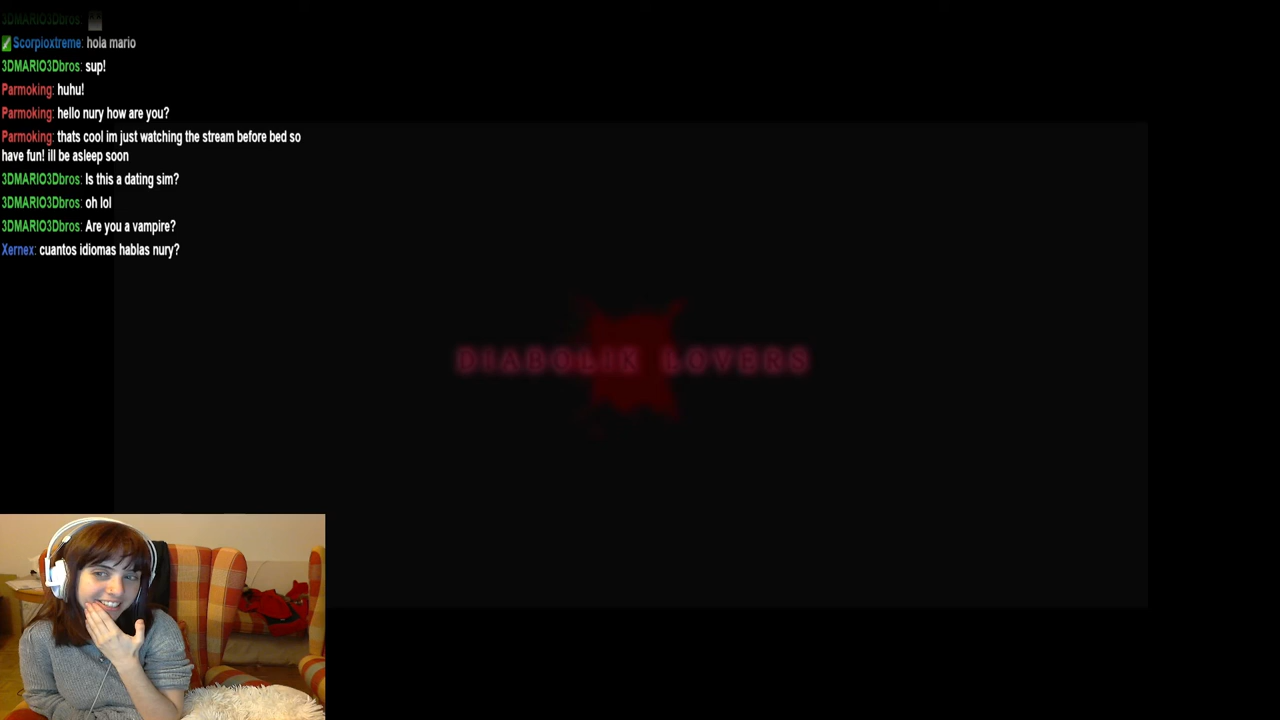 3DMARIO3Dbros:
Scorpioxtreme: hola mario
3DMARIO3Dbros: sup!
Parmoking: huhu!
Parmoking: hello nury how are you?
Parmoking: thats cool im just watching the stream before bed so
have fun! ill be asleep soon
3DMARIO3Dbros: Is this a dating sim?
3DMARIO3Dbros: oh lol
3DMARIO3Dbros: Are you a vampire?
Xernex: cuantos idiomas hablas nury?
DIABOLIK LOVERS